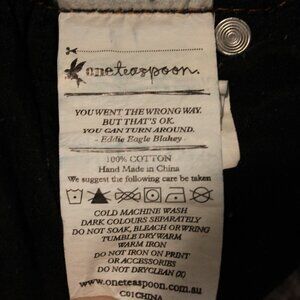 oneteaspoon.
YOU WENT THE WRONG WAY.
BUT THAT'S OK.
YOU CAN TURN AROUND.
- Eddie Eagle Blakey -
100% COTTON
Hand Made in China
We suggest the following care be taken
COLD MACHINE WASH
DARK COLOURS SEPARATELY
DO NOT SOAK, BLEACH OR WRING
TUMBLE DRY WARM
WARM IRON
DO NOT IRON ON PRINT
OR ACCESSORIES
DO NOT DRYCLEAN (X)
www.oneteaspoon.com.au
C01CHINA